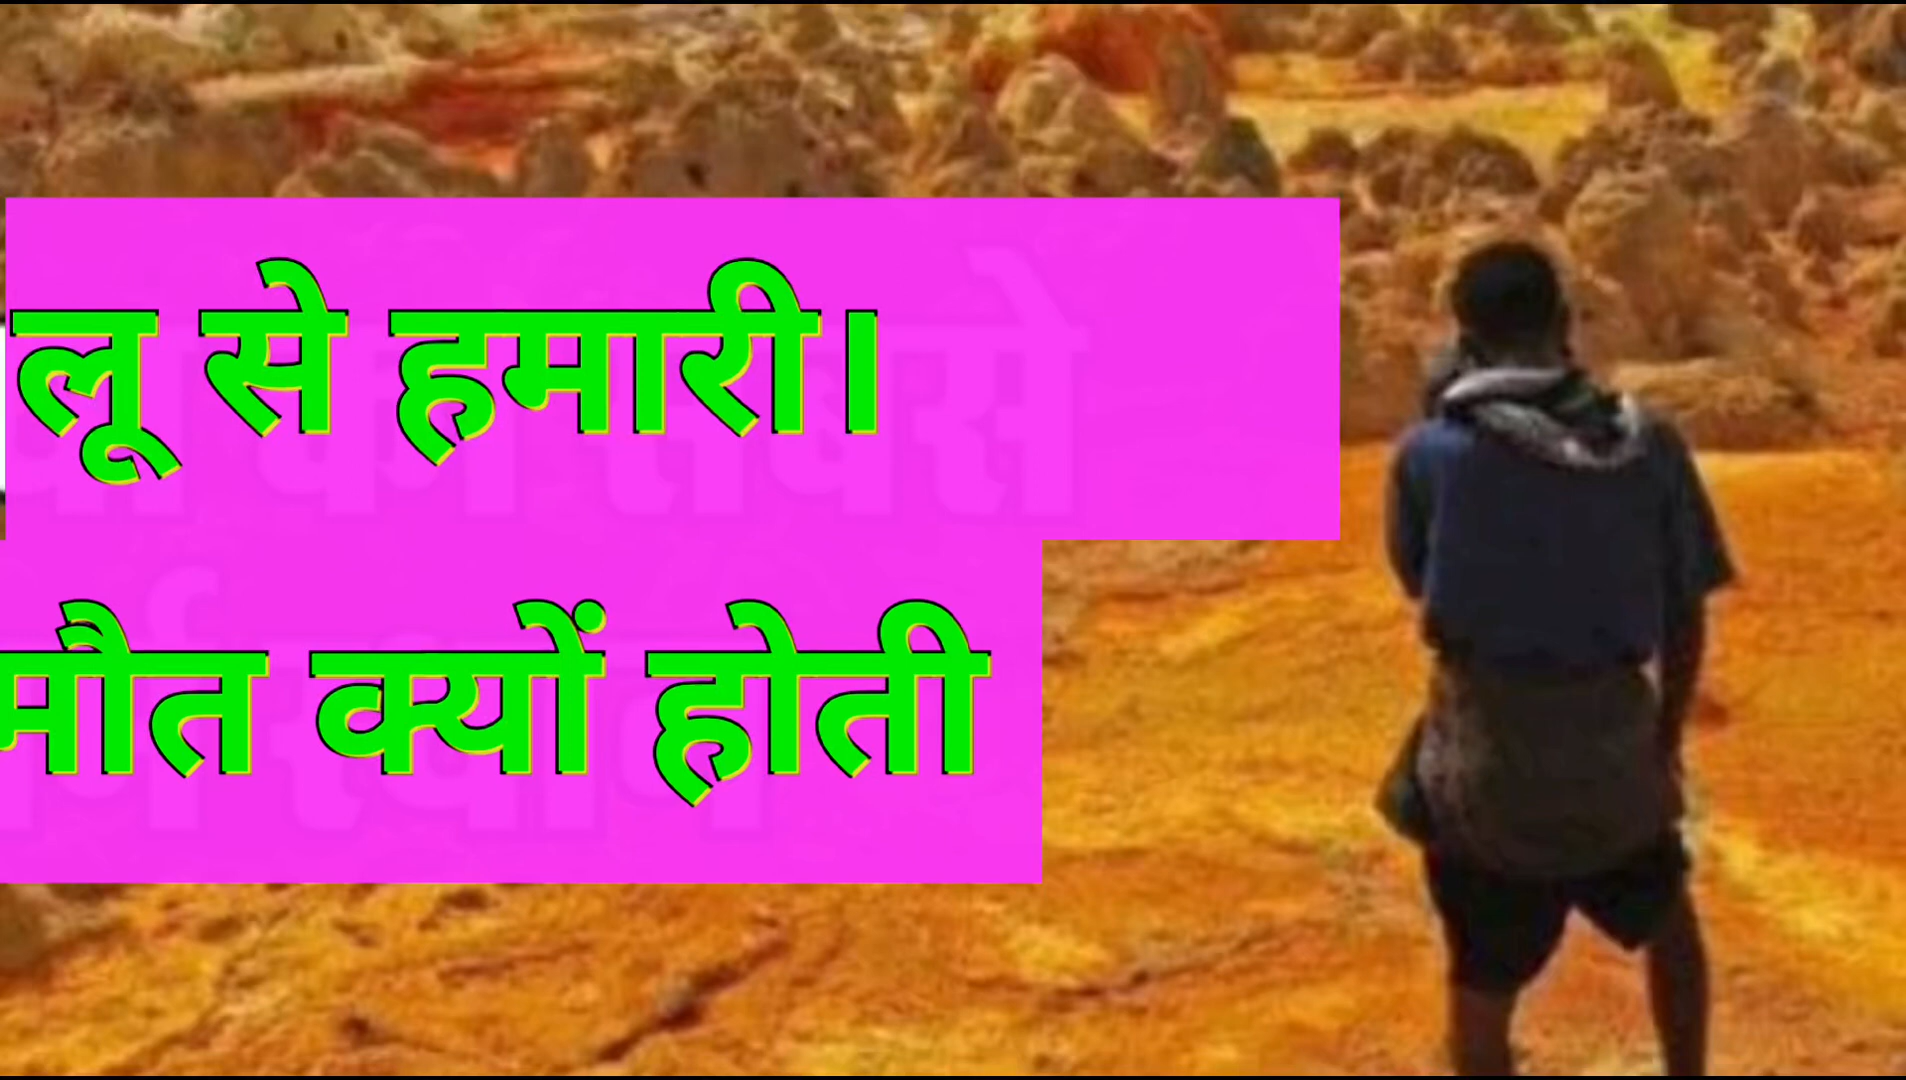 लू से हमारी।
मौत क्यों होती